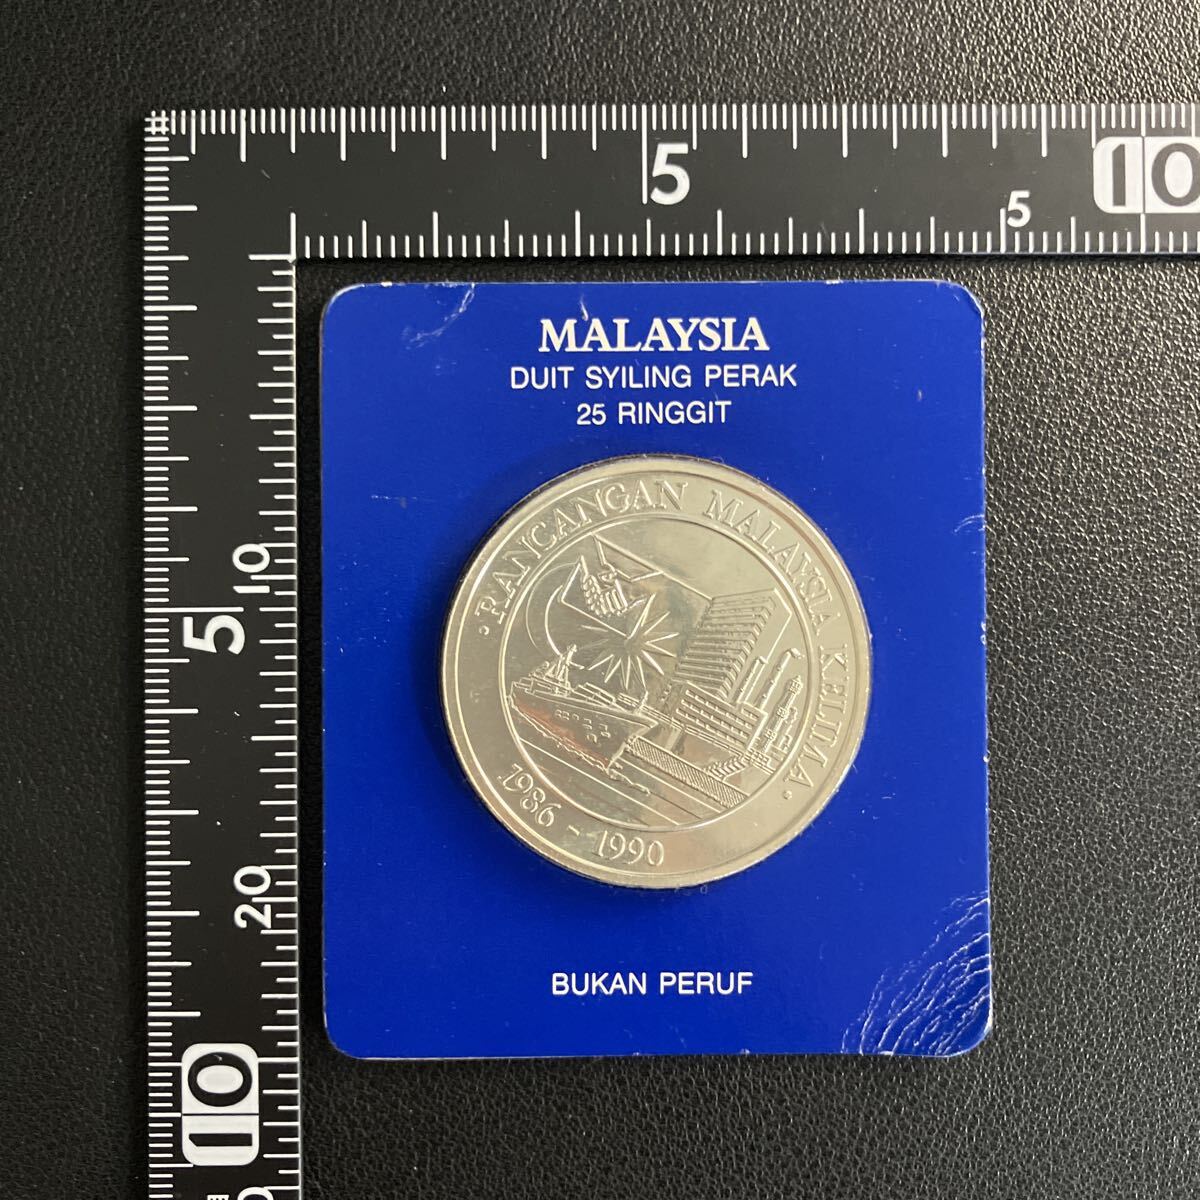 5
5
10
MALAYSIA
DUIT SYILING PERAK
25 RINGGIT
· RANCANGAN MALAYSIA KELIMA ·
1986 - 1990
BUKAN PERUF
5
10
20
10